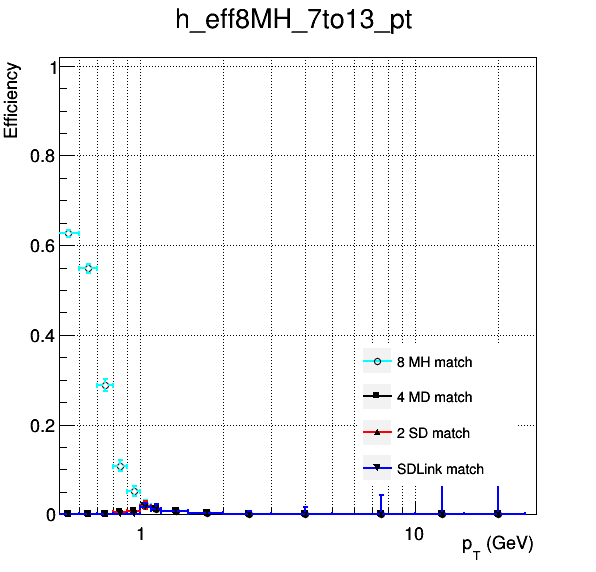 h_eff8MH_7to13_pt
Efficiency
1
0.8
0.6
0.4
0.2
0
8 MH match
4 MD match
2 SD match
SDLink match
1
10
p_T (GeV)